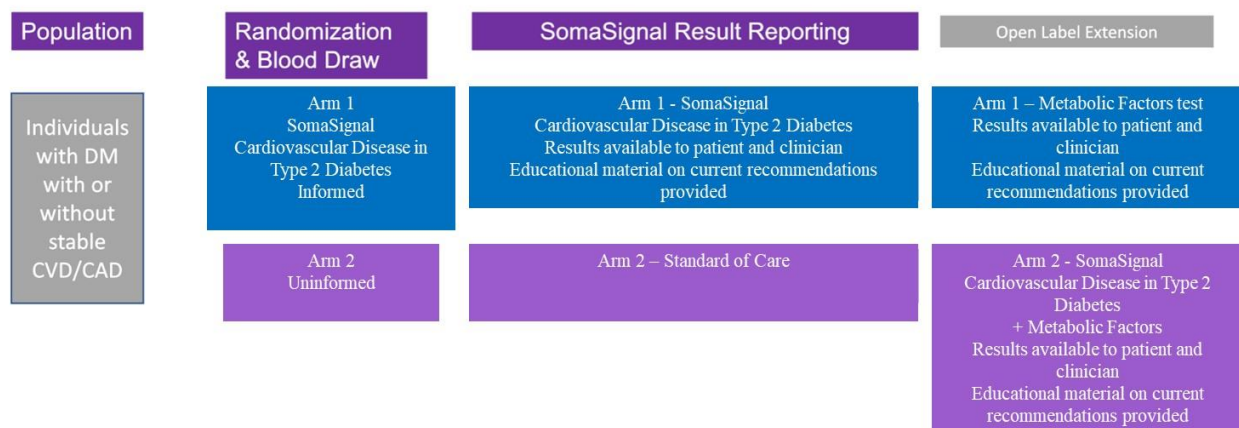 Population
Randomization
& Blood Draw
SomaSignal Result Reporting
Open Label Extension
Individuals
with DM
with or
without
stable
CVD/CAD
Arm 1
SomaSignal
Cardiovascular Disease in
Type 2 Diabetes
Informed
Arm 1 - SomaSignal
Cardiovascular Disease in Type 2 Diabetes
Results available to patient and clinician
Educational material on current recommendations
provided
Arm 1 – Metabolic Factors test
Results available to patient and
clinician
Educational material on current
recommendations provided
Arm 2
Uninformed
Arm 2 – Standard of Care
Arm 2 - SomaSignal
Cardiovascular Disease in Type 2
Diabetes
+ Metabolic Factors
Results available to patient and
clinician
Educational material on current
recommendations provided